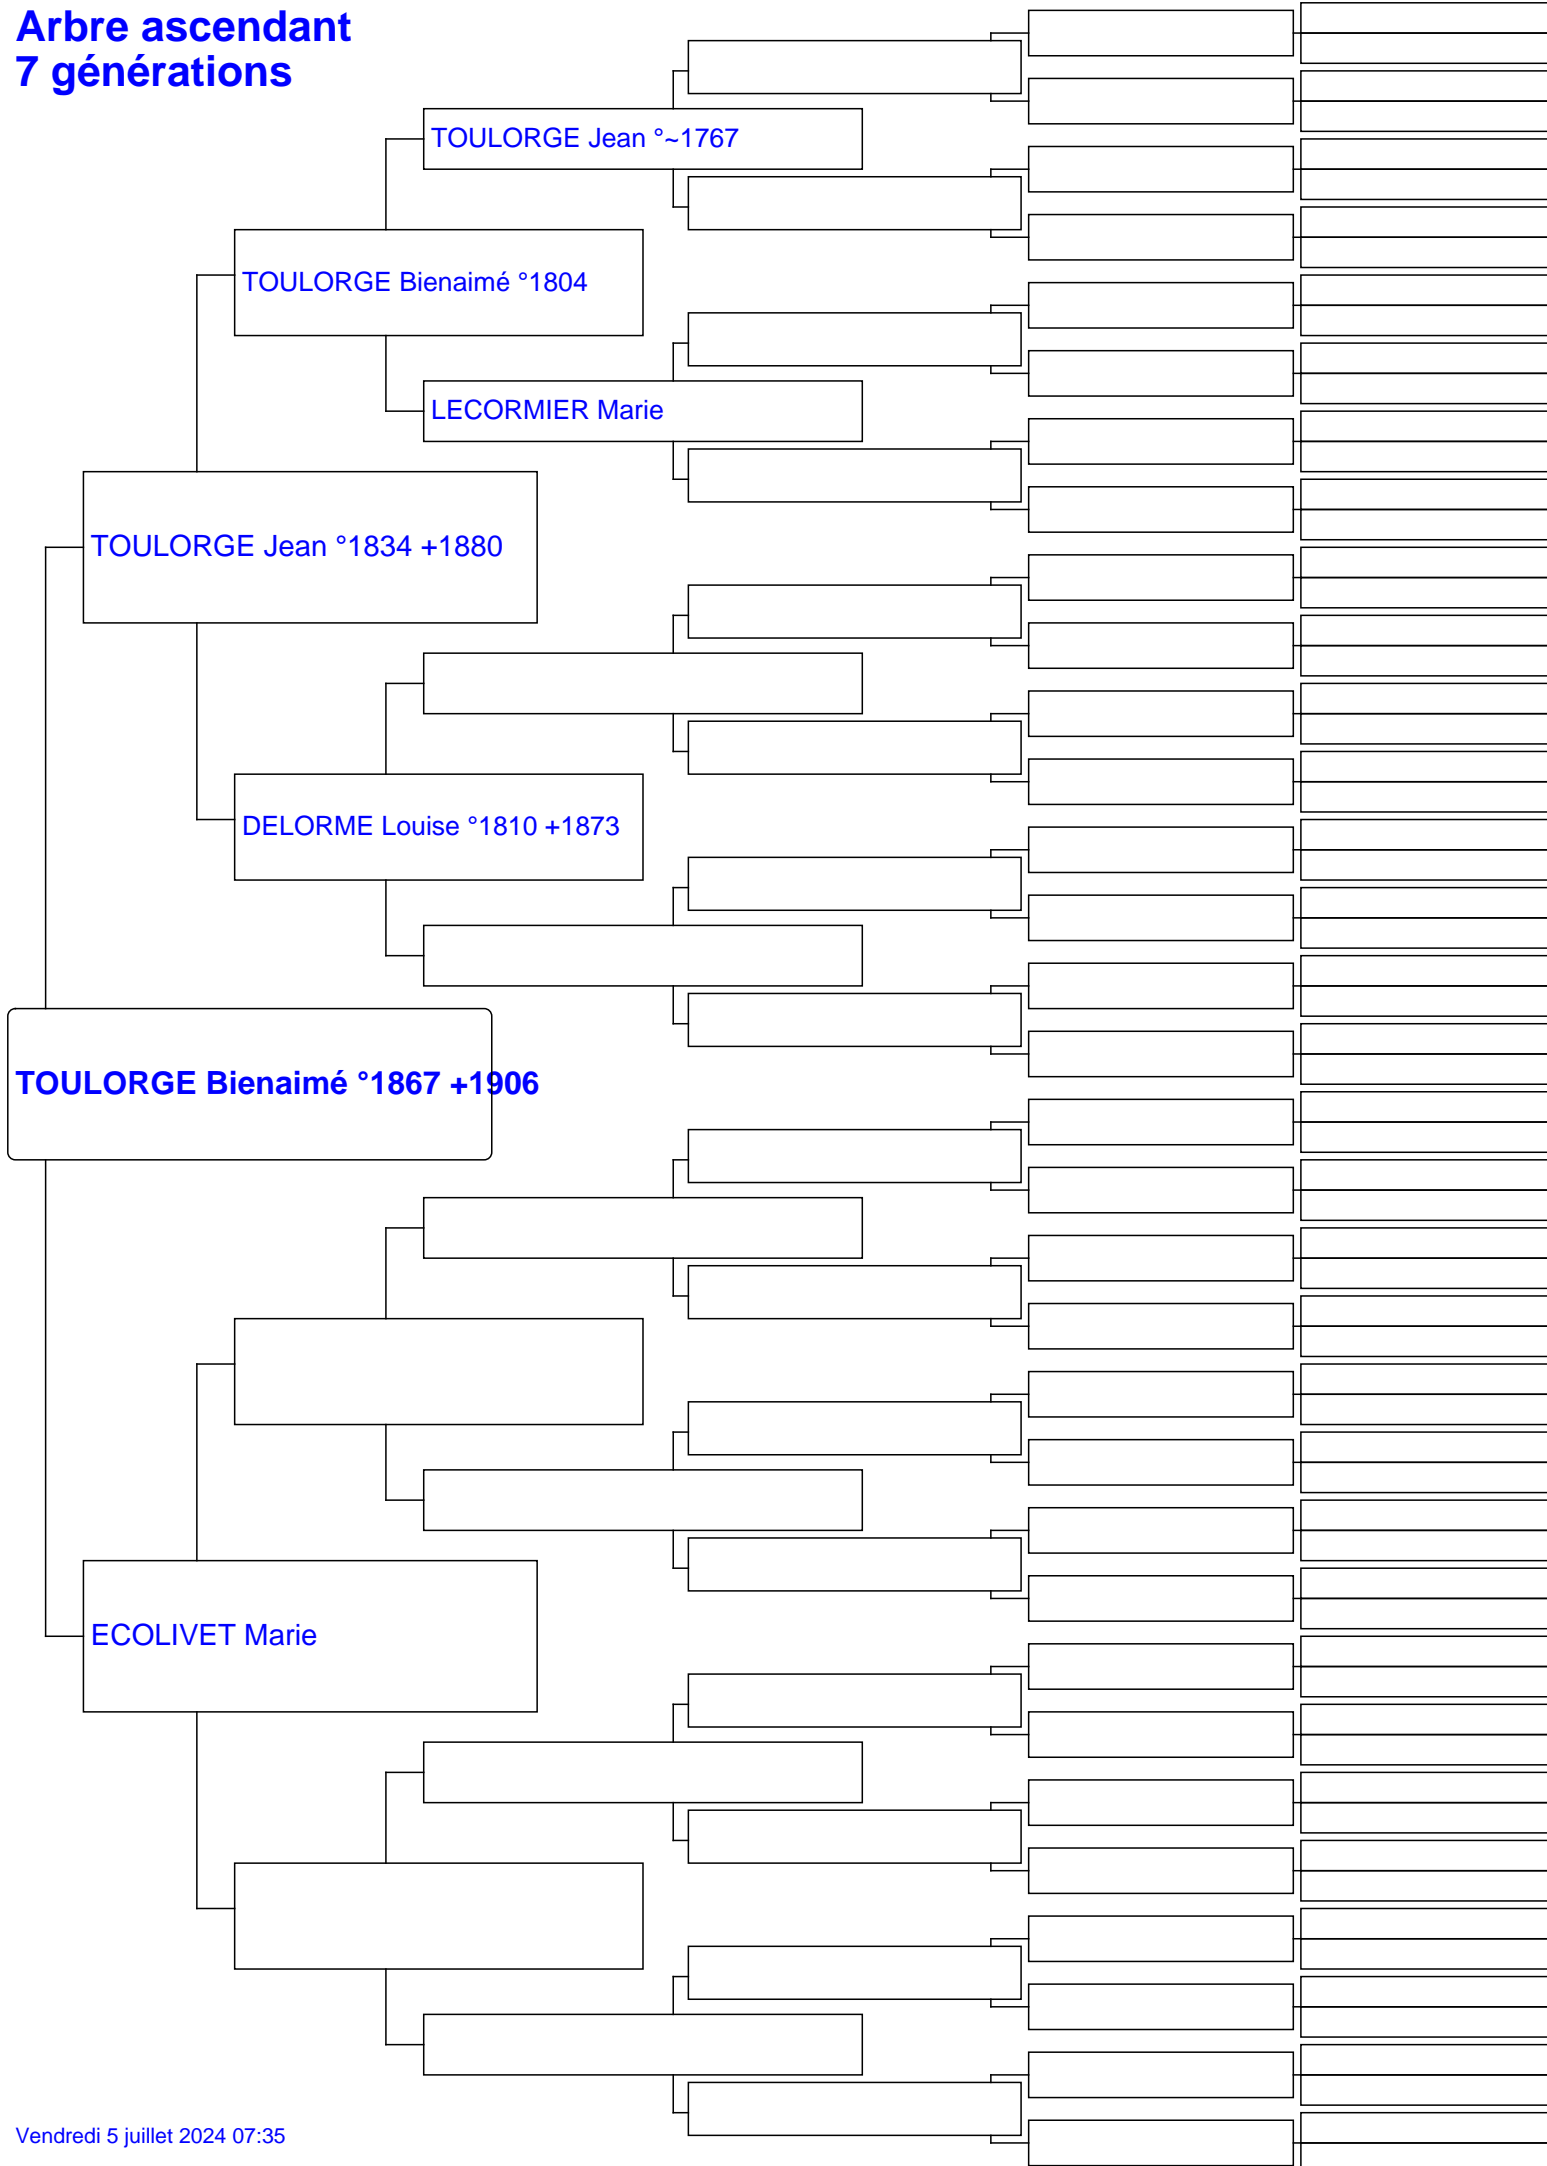 Arbre ascendant
7 générations
TOULORGE Jean °~1767
TOULORGE Bienaimé °1804
LECORMIER Marie
TOULORGE Jean °1834 +1880
DELORME Louise °1810 +1873
TOULORGE Bienaimé °1867 +1906
ECOLIVET Marie
Vendredi 5 juillet 2024 07:35